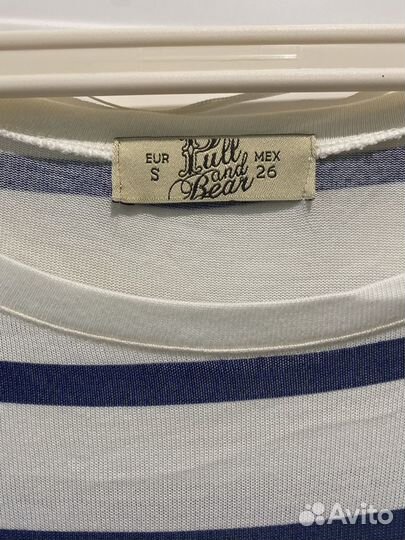 EUR
S
Pull
and
Bear
MEX
26
Avito